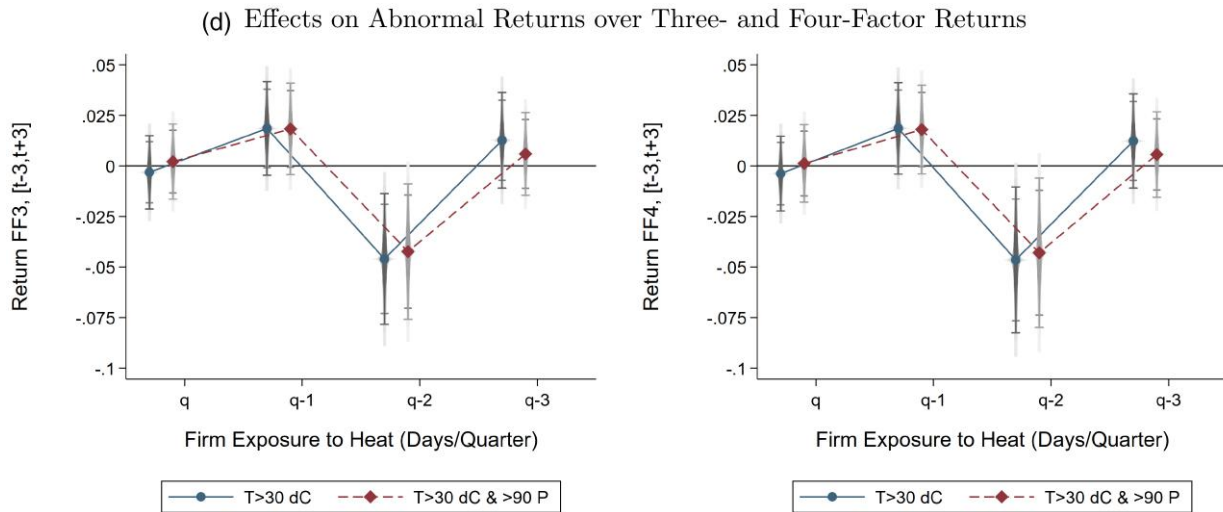 (d) Effects on Abnormal Returns over Three- and Four-Factor Returns
Return FF3, [t-3,t+3]
.05
.025
0
-.025
-.05
-.075
-.1
q q-1 q-2 q-3
Firm Exposure to Heat (Days/Quarter)
T>30 dC T>30 dC & >90 P
Return FF4, [t-3,t+3]
.05
.025
0
-.025
-.05
-.075
-.1
q q-1 q-2 q-3
Firm Exposure to Heat (Days/Quarter)
T>30 dC T>30 dC & >90 P